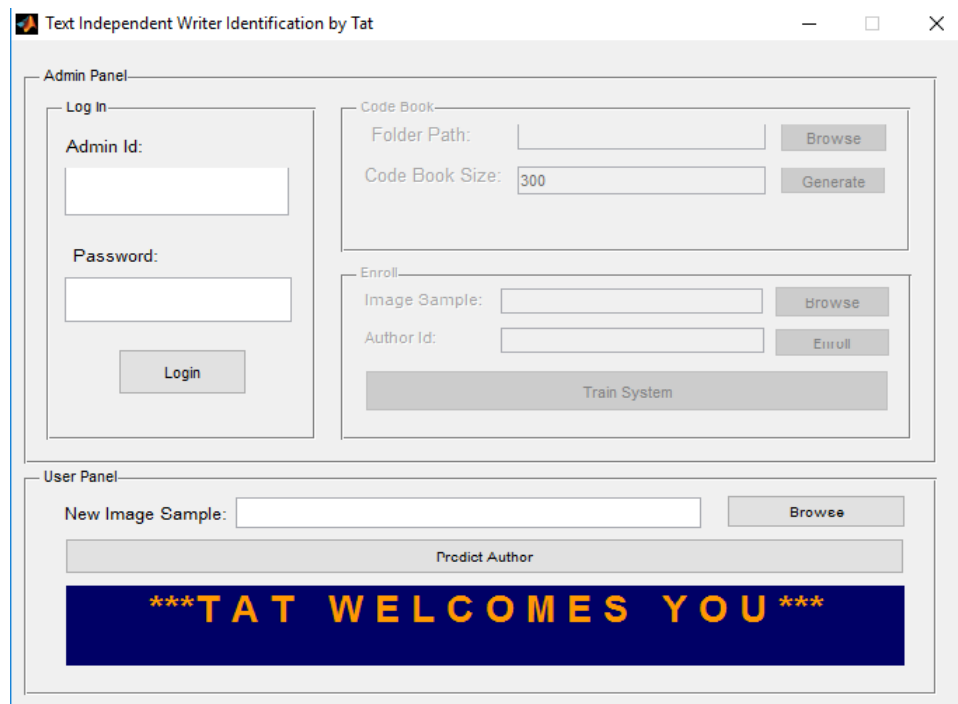 Text Independent Writer Identification by Tat
Admin Panel
Log In
Admin Id:
Password:
Login
Code Book
Folder Path:
Browse
Code Book Size:
300
Generate
Enroll
Image Sample:
Browse
Author Id:
Enroll
Train System
User Panel
New Image Sample:
Browse
Predict Author
***TAT WELCOMES YOU***